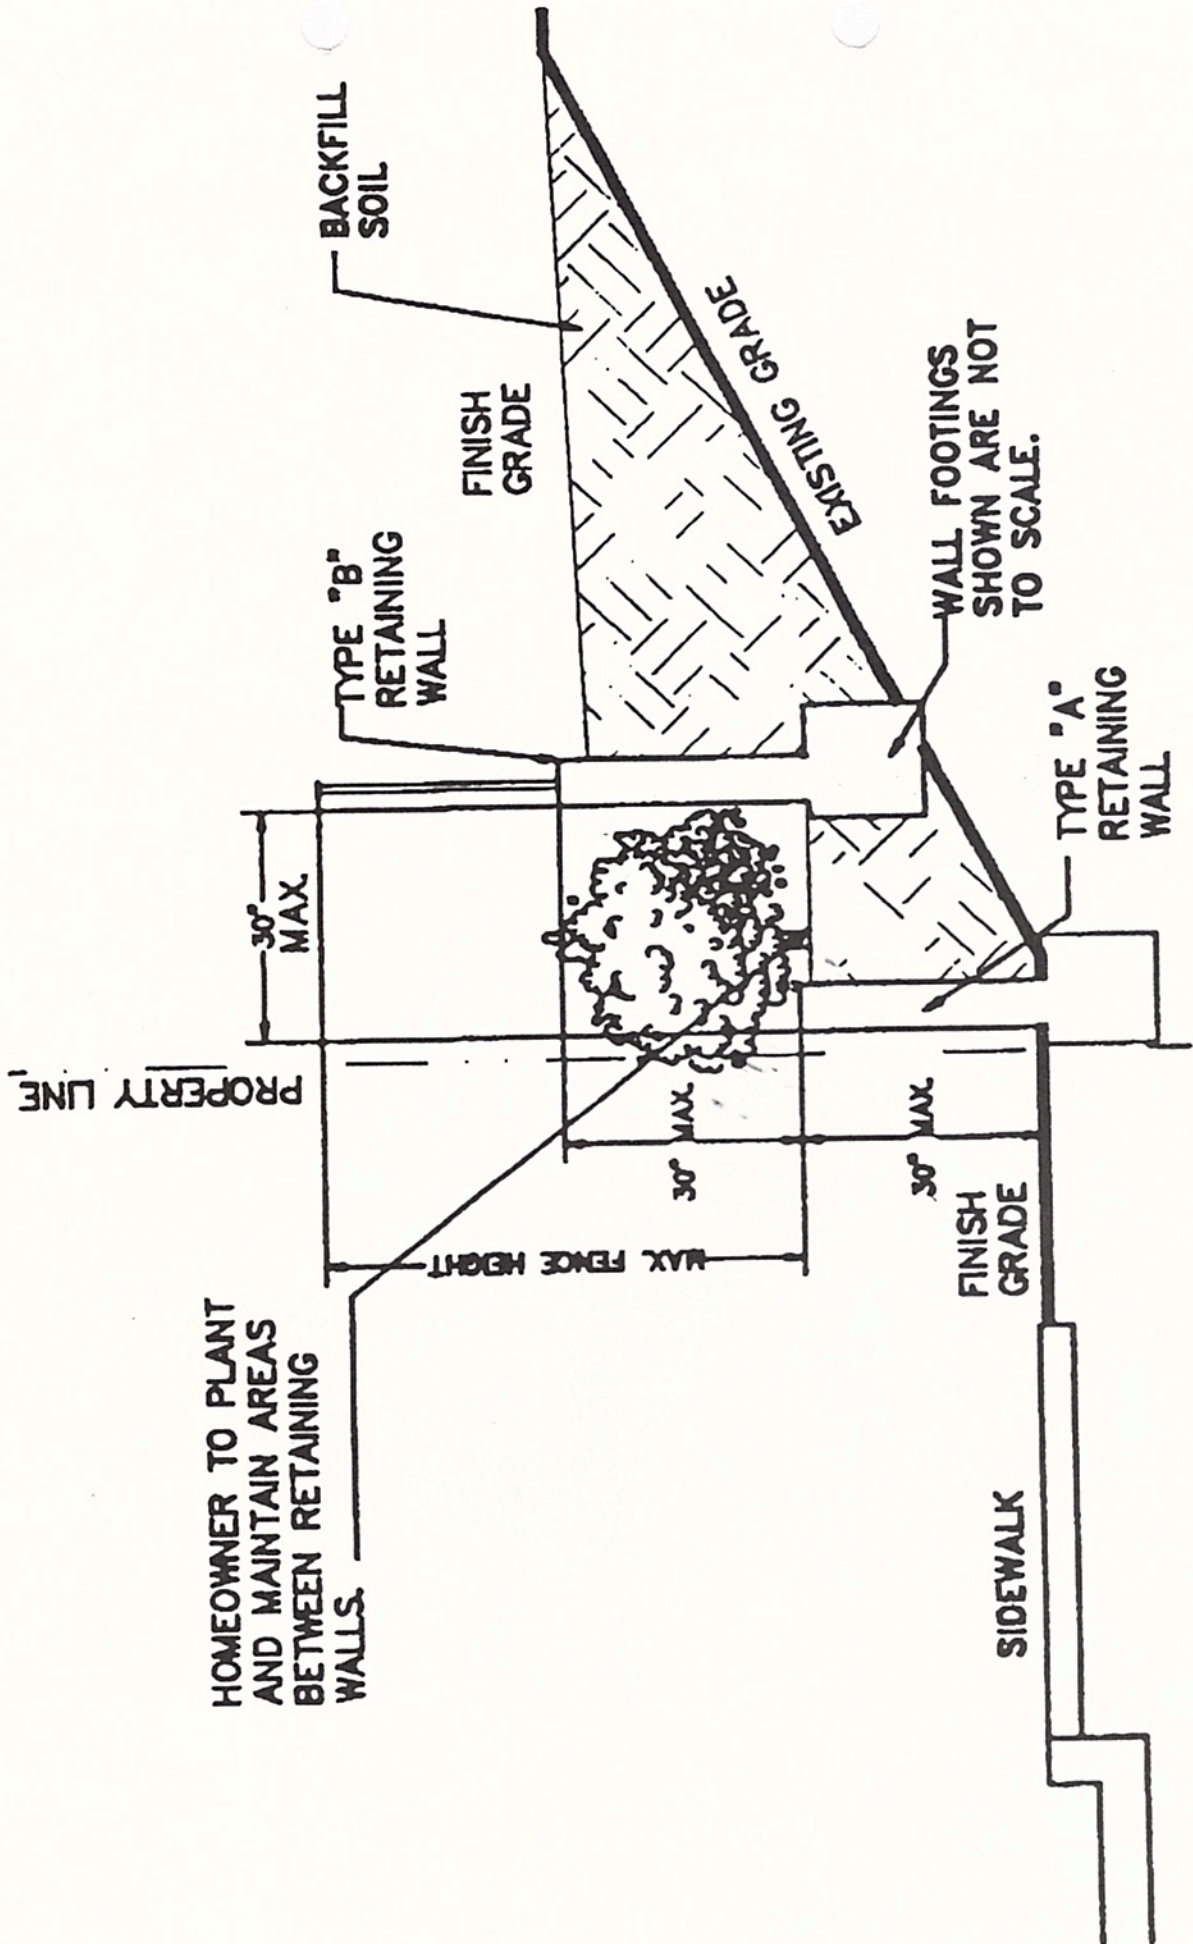 HOMEOWNER TO PLANT
AND MAINTAIN AREAS
BETWEEN RETAINING
WALLS.
PROPERTY LINE
30"
MAX.
MAX. FENCE HEIGHT
30" MAX.
30" MAX.
TYPE "B"
RETAINING
WALL
FINISH
GRADE
BACKFILL
SOIL
EXISTING GRADE
WALL FOOTINGS
SHOWN ARE NOT
TO SCALE.
TYPE "A"
RETAINING
WALL
FINISH
GRADE
SIDEWALK